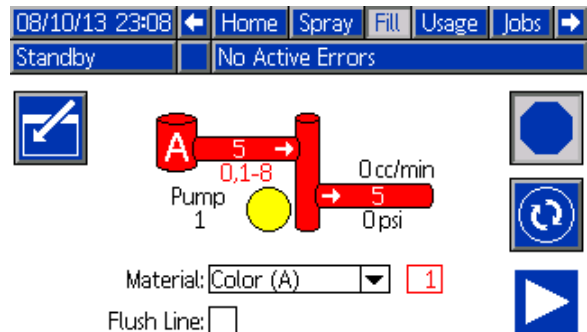 08/10/13 23:08 Home Spray Fill Usage Jobs
Standby No Active Errors
A 5
0,1-8
0 cc/min
Pump
1
5
0 psi
Material: Color (A) 1
Flush Line: